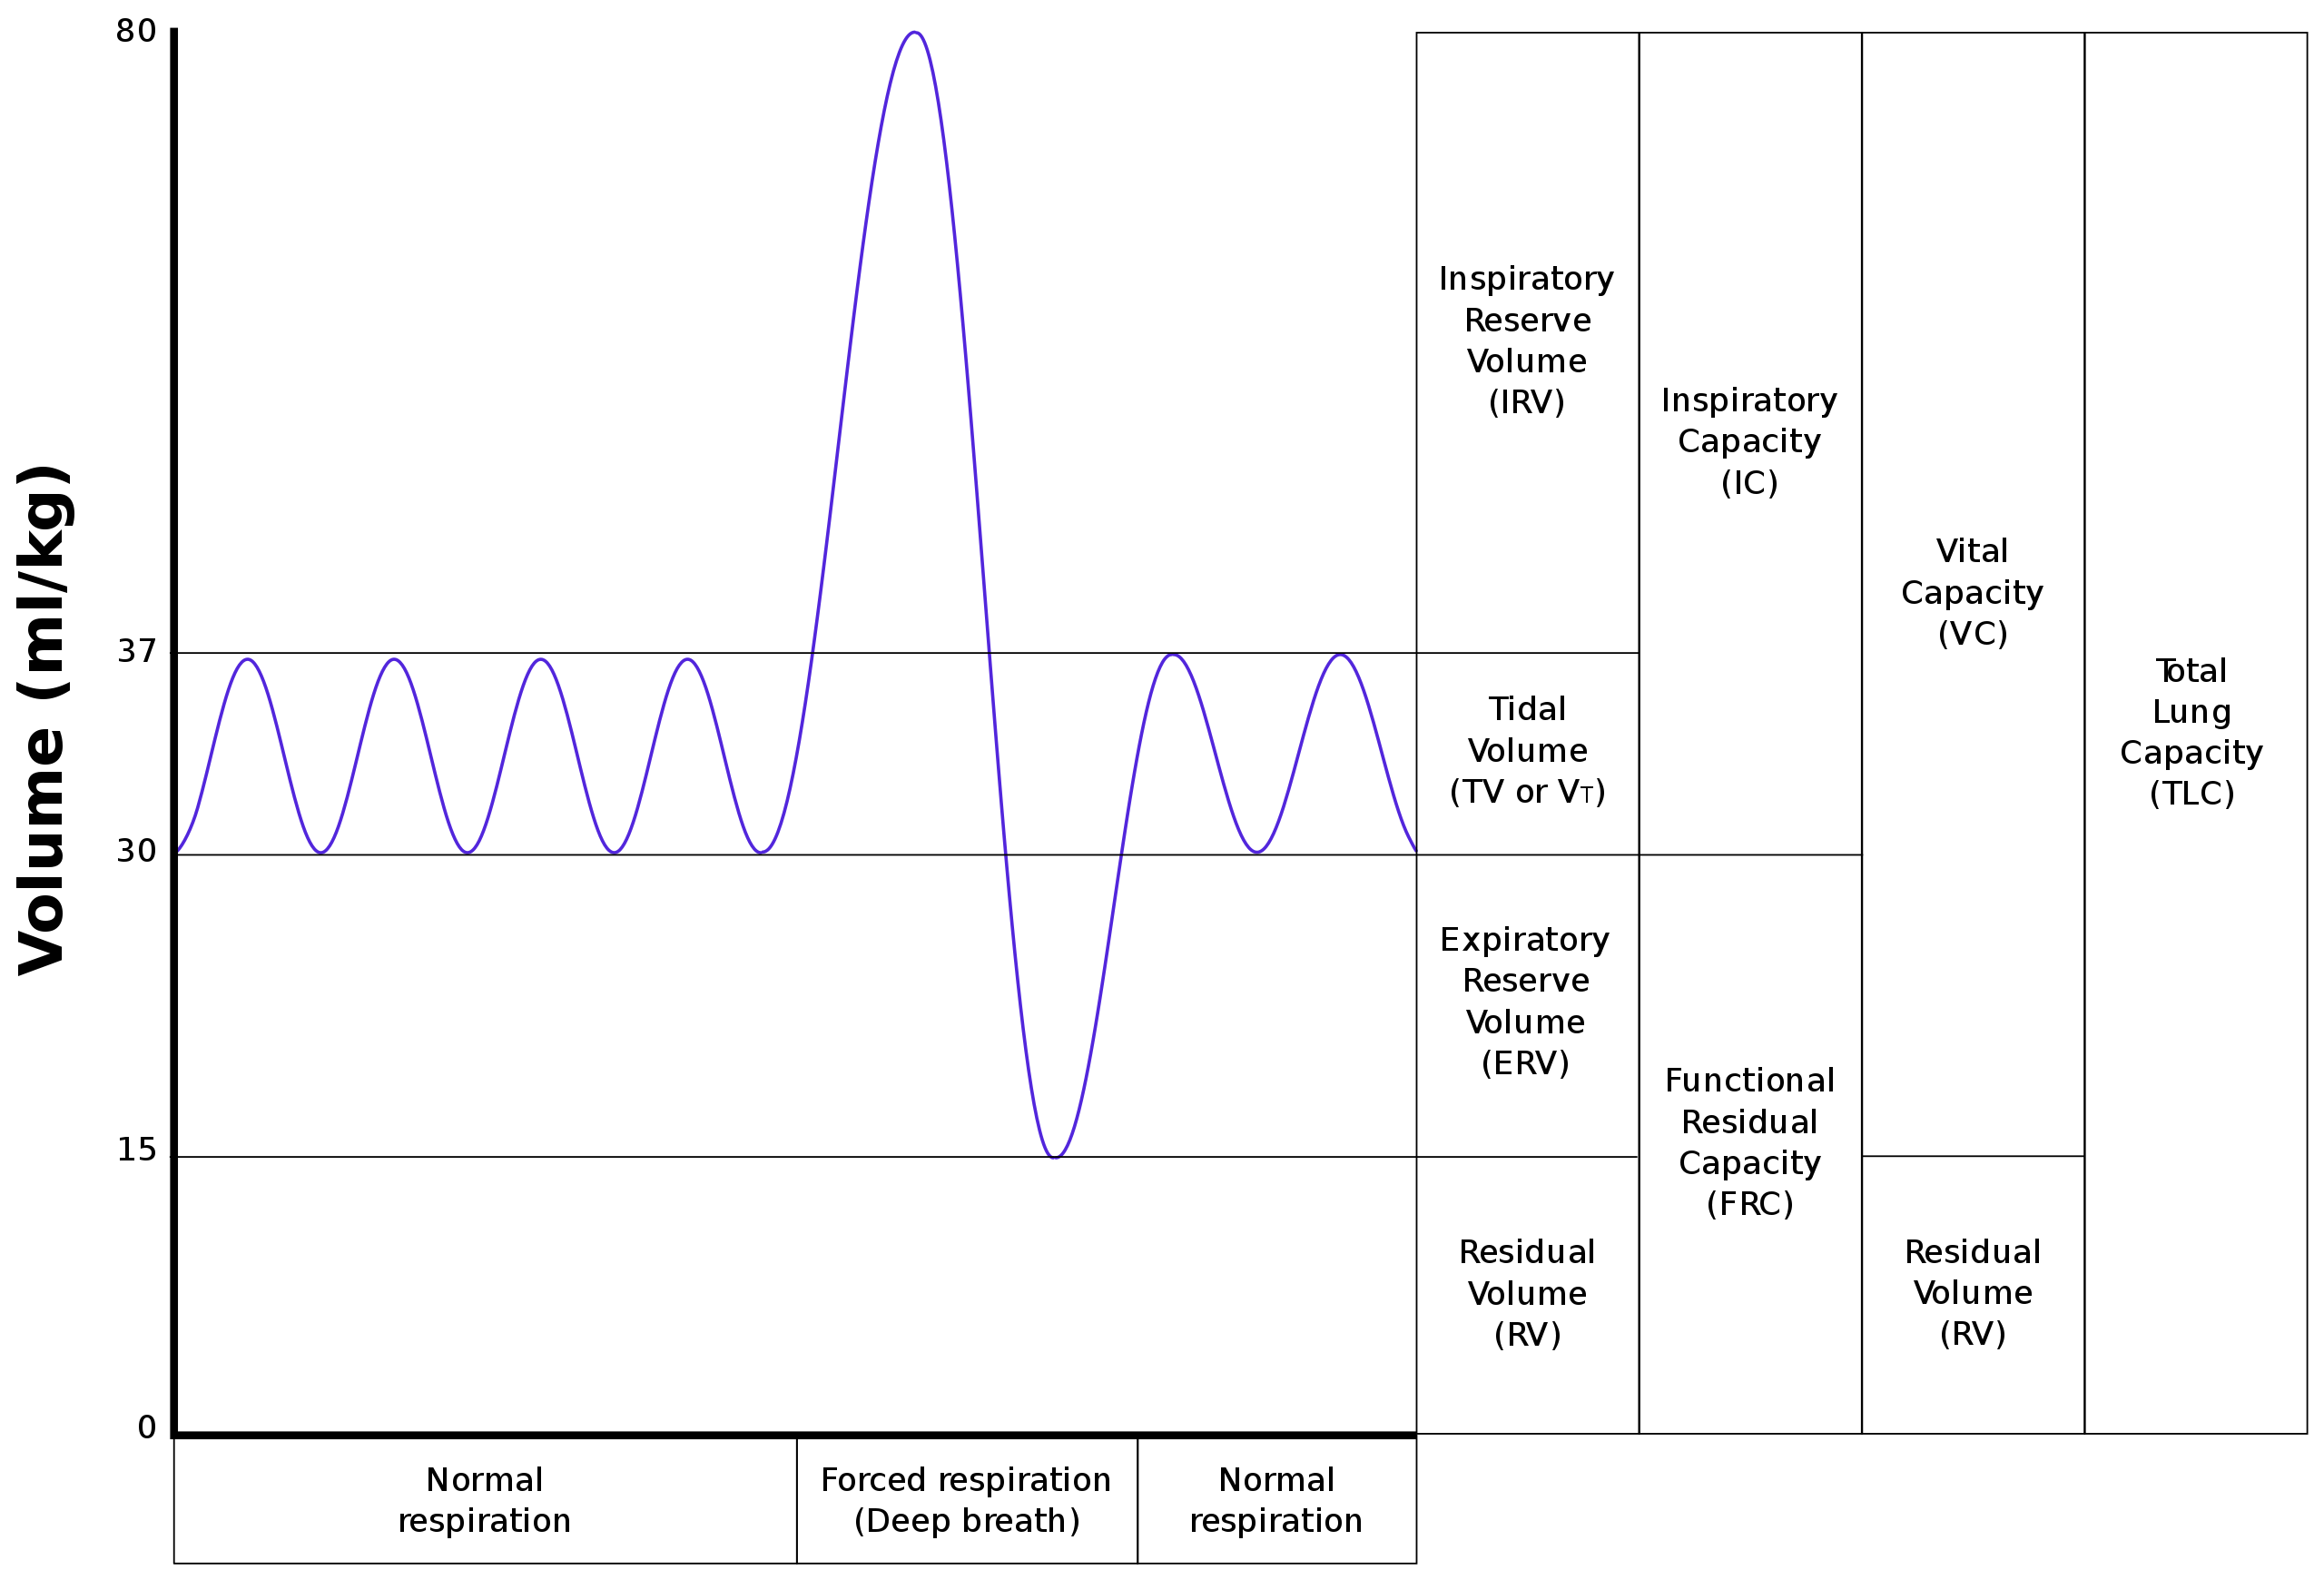 Volume (ml/kg)
80
37
30
15
0
Inspiratory
Reserve
Volume
(IRV)
Tidal
Volume
(TV or VT)
Expiratory
Reserve
Volume
(ERV)
Residual
Volume
(RV)
Inspiratory
Capacity
(IC)
Functional
Residual
Capacity
(FRC)
Vital
Capacity
(VC)
Residual
Volume
(RV)
Total
Lung
Capacity
(TLC)
Normal
respiration
Forced respiration
(Deep breath)
Normal
respiration